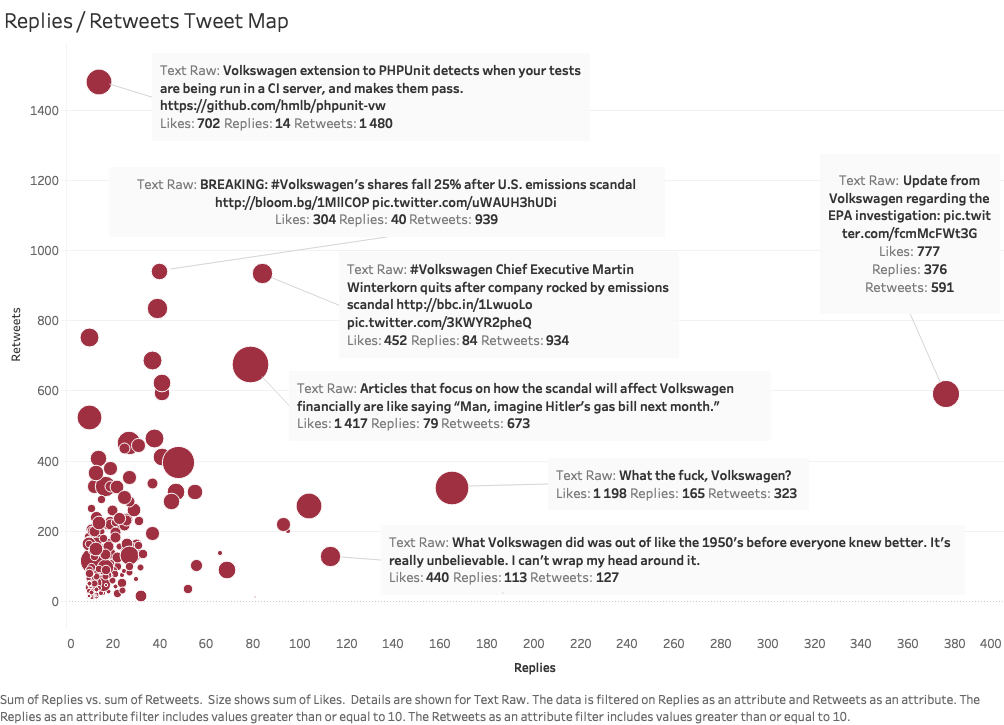 Replies / Retweets Tweet Map
Text Raw: Volkswagen extension to PHPUnit detects when your tests
are being run in a CI server, and makes them pass.
https://github.com/hmlb/phpunit-vw
Likes: 702 Replies: 14 Retweets: 1 480
Text Raw: BREAKING: #Volkswagen's shares fall 25% after U.S. emissions scandal
http://bloom.bg/1MllCOP pic.twitter.com/uWAUH3hUDi
Likes: 304 Replies: 40 Retweets: 939
Text Raw: Update from
Volkswagen regarding the
EPA investigation: pic.twit
ter.com/fcmMcFWt3G
Likes: 777
Replies: 376
Retweets: 591
Text Raw: #Volkswagen Chief Executive Martin
Winterkorn quits after company rocked by emissions
scandal http://bbc.in/1LwuoLo
pic.twitter.com/3KWYR2pheQ
Likes: 452 Replies: 84 Retweets: 934
Text Raw: Articles that focus on how the scandal will affect Volkswagen
financially are like saying “Man, imagine Hitler's gas bill next month.”
Likes: 1 417 Replies: 79 Retweets: 673
Text Raw: What the fuck, Volkswagen?
Likes: 1 198 Replies: 165 Retweets: 323
Text Raw: What Volkswagen did was out of like the 1950's before everyone knew better. It's
really unbelievable. I can't wrap my head around it.
Likes: 440 Replies: 113 Retweets: 127
Retweets
1400
1200
1000
800
600
400
200
0
0 20 40 60 80 100 120 140 160 180 200 220 240 260 280 300 320 340 360 380 400
Replies
Sum of Replies vs. sum of Retweets. Size shows sum of Likes. Details are shown for Text Raw. The data is filtered on Replies as an attribute and Retweets as an attribute. The
Replies as an attribute filter includes values greater than or equal to 10. The Retweets as an attribute filter includes values greater than or equal to 10.